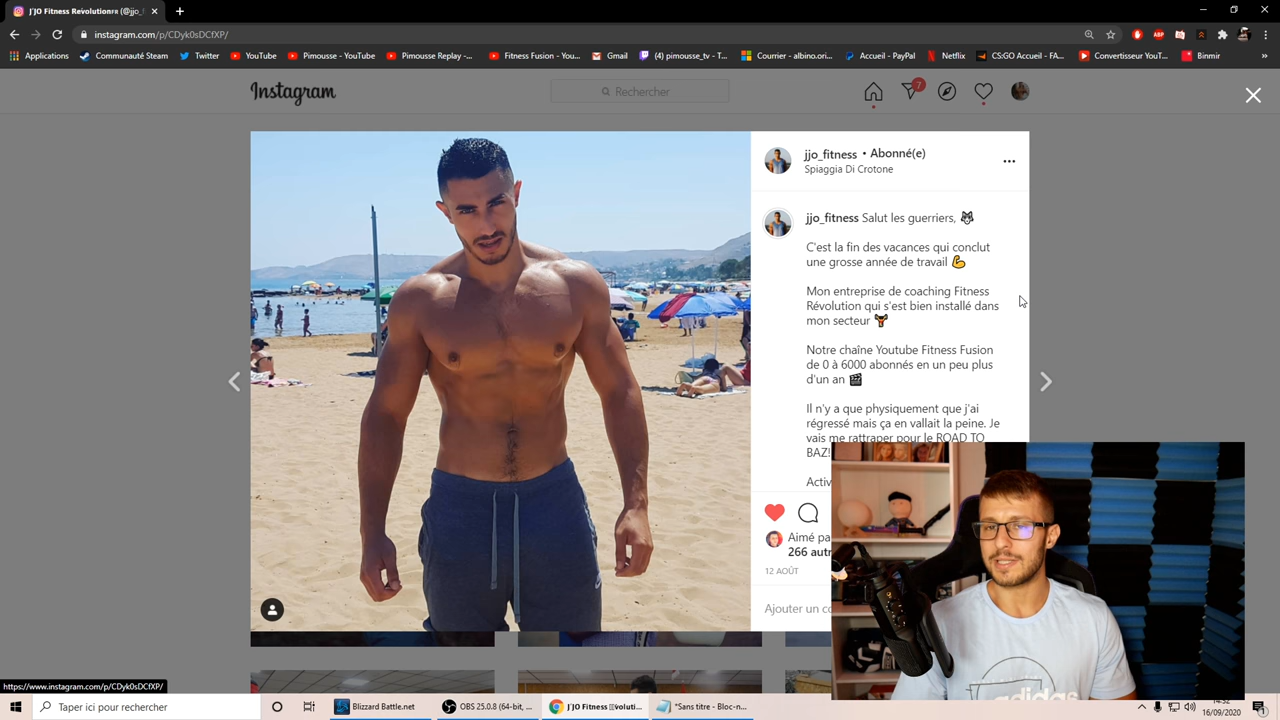 J'JO Fitness Revolution
instagram.com/p/CDyk0sDCfXP/
Applications
Communauté Steam
Twitter
YouTube
Pimousse - YouTube
Pimousse Replay -...
Fitness Fusion - You...
Gmail
(4) pimousse_tv - T...
Courrier - albino.ori...
Accueil - PayPal
Netflix
CS:GO Accueil - FA...
Convertisseur YouT...
Binmir
»
Instagram
Rechercher
7
jjo_fitness • Abonné(e)
Spiaggia Di Crotone
jjo_fitness Salut les guerriers, 🐺
C'est la fin des vacances qui conclut
une grosse année de travail 💪
Mon entreprise de coaching Fitness
Révolution qui s'est bien installé dans
mon secteur
Notre chaîne Youtube Fitness Fusion
de 0 à 6000 abonnés en un peu plus
d'un an 🎬
Il n'y a que physiquement que j'ai
régressé mais ça en vallait la peine. Je
vais me rattraper pour le ROAD TO
BAZ!
Activ
Aimé pa
266 autr
12 AOÛT
Ajouter un co
adidas
https://www.instagram.com/p/CDyk0sDCfXP/
Taper ici pour rechercher
Blizzard Battle.net
OBS 25.0.8 (64-bit, ...
*Sans titre - Bloc-n...
14:52
16/09/2020